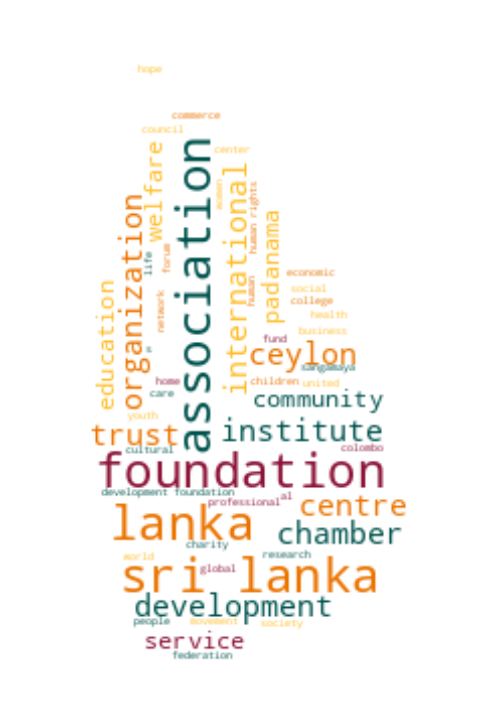 hope
commerce
council
association
center
welfare
international
women
human rights
organization
padanama
forum
life
economic
human
education
social
network
college
health
business
fund
ceylon
sangamaya
home
children
united
care
community
youth
trust
institute
cultural
colombo
foundation
development foundation
al
professional
centre
lanka
chamber
charity
research
world
global
sri lanka
development
people
movement
society
service
federation